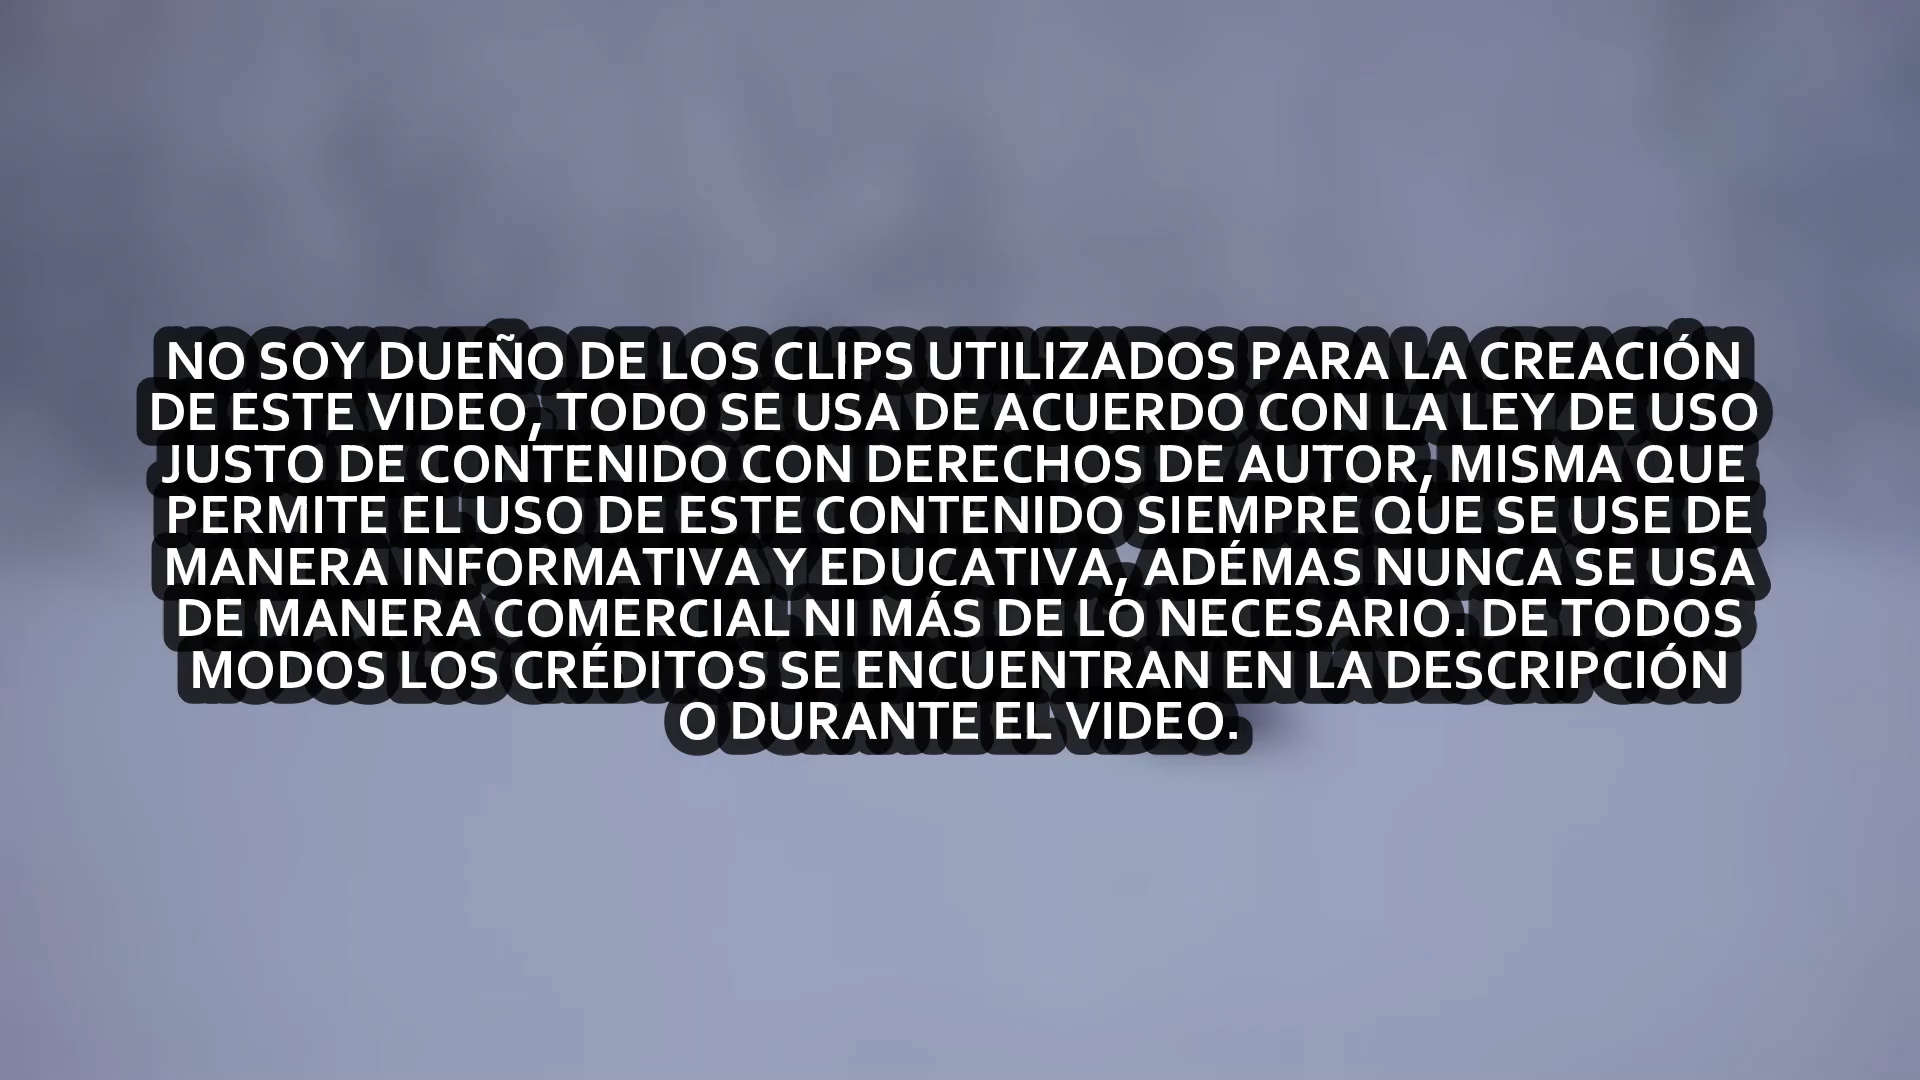 NO SOY DUEÑO DE LOS CLIPS UTILIZADOS PARA LA CREACIÓN
DE ESTE VIDEO, TODO SE USA DE ACUERDO CON LA LEY DE USO
JUSTO DE CONTENIDO CON DERECHOS DE AUTOR, MISMA QUE
PERMITE EL USO DE ESTE CONTENIDO SIEMPRE QUE SE USE DE
MANERA INFORMATIVA Y EDUCATIVA, ADÉMAS NUNCA SE USA
DE MANERA COMERCIAL NI MÁS DE LO NECESARIO. DE TODOS
MODOS LOS CRÉDITOS SE ENCUENTRAN EN LA DESCRIPCIÓN
O DURANTE EL VIDEO.